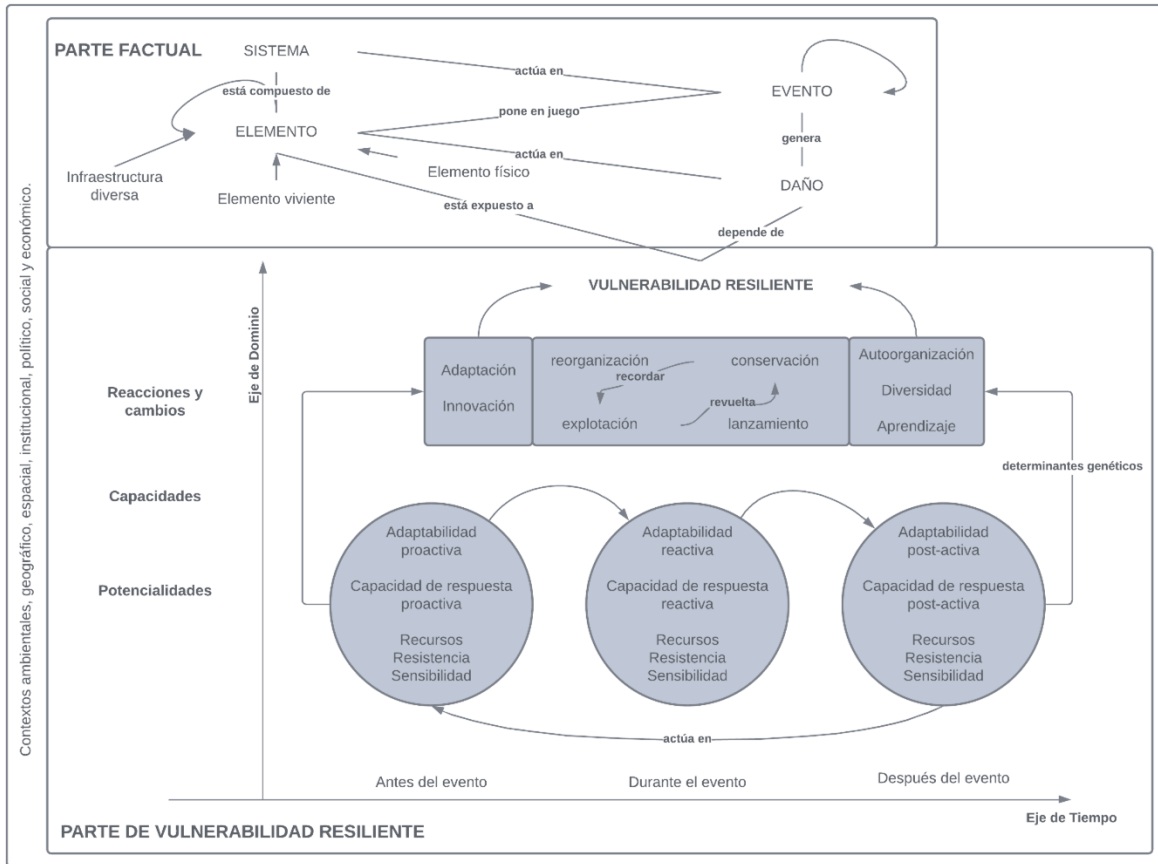 PARTE FACTUAL
SISTEMA
actúa en
EVENTO
está compuesto de
pone en juego
ELEMENTO
genera
actúa en
Infraestructura
diversa
Elemento físico
Elemento viviente
DAÑO
está expuesto a
depende de
Contextos ambientales, geográfico, espacial, institucional, político, social y económico.
VULNERABILIDAD RESILIENTE
Eje de Dominio
Reacciones y
cambios
Adaptación
Innovación
reorganización
conservación
recordar
revuelta
explotación
lanzamiento
Autoorganización
Diversidad
Aprendizaje
determinantes genéticos
Capacidades
Potencialidades
Adaptabilidad
proactiva
Capacidad de respuesta
proactiva
Recursos
Resistencia
Sensibilidad
Adaptabilidad
reactiva
Capacidad de respuesta
reactiva
Recursos
Resistencia
Sensibilidad
Adaptabilidad
post-activa
Capacidad de respuesta
post-activa
Recursos
Resistencia
Sensibilidad
actúa en
Antes del evento
Durante el evento
Después del evento
Eje de Tiempo
PARTE DE VULNERABILIDAD RESILIENTE